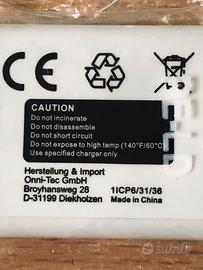 CE
CAUTION
Do not incinerate
Do not disassemble
Do not short circuit
Do not expose to high temp (140°F/60°C)
Use specified charger only
Herstellung & Import
Onni-Tec GmbH
Broyhansweg 28 1ICP6/31/36
D-31199 Diekholzen Made in China
subito